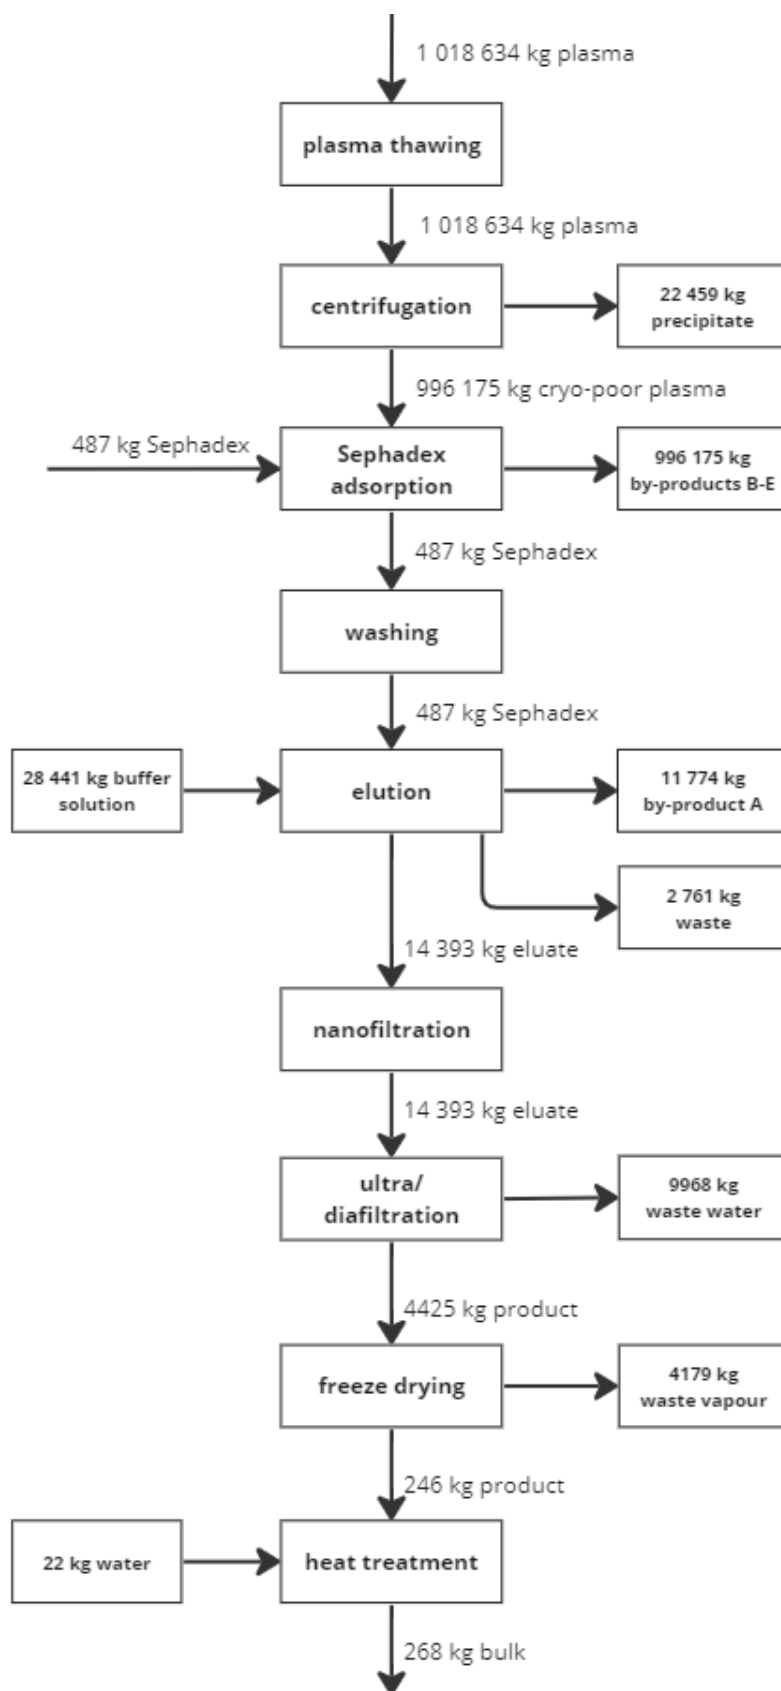 1 018 634 kg plasma
plasma thawing
1 018 634 kg plasma
centrifugation
22 459 kg
precipitate
996 175 kg cryo-poor plasma
487 kg Sephadex
Sephadex
adsorption
996 175 kg
by-products B-E
487 kg Sephadex
washing
487 kg Sephadex
28 441 kg buffer
solution
elution
11 774 kg
by-product A
2 761 kg
waste
14 393 kg eluate
nanofiltration
14 393 kg eluate
ultra/
diafiltration
9968 kg
waste water
4425 kg product
freeze drying
4179 kg
waste vapour
246 kg product
22 kg water
heat treatment
268 kg bulk